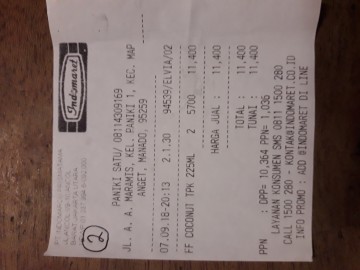 Indomaret
2
PANIKI SATU/ 08114309169
JL. A. A. MARAMIS, KEL. PANIKI 1, KEC. MAP
ANGET, MANADO, 95259
07.09.18-20:13 2.1.30 94539/ELVIA/02
FF COCONUT TPK 225ML 2 5700 11,400
HARGA JUAL : 11,400
TOTAL : 11,400
TUNAI : 11,400
PPN : DPP= 10,364 PPN= 1,036
LAYANAN KONSUMEN SMS 0811 1500 280
CALL 1500 280 - KONTAK@INDOMARET.CO.ID
INFO PROMO : ADD @INDOMARET DI LINE